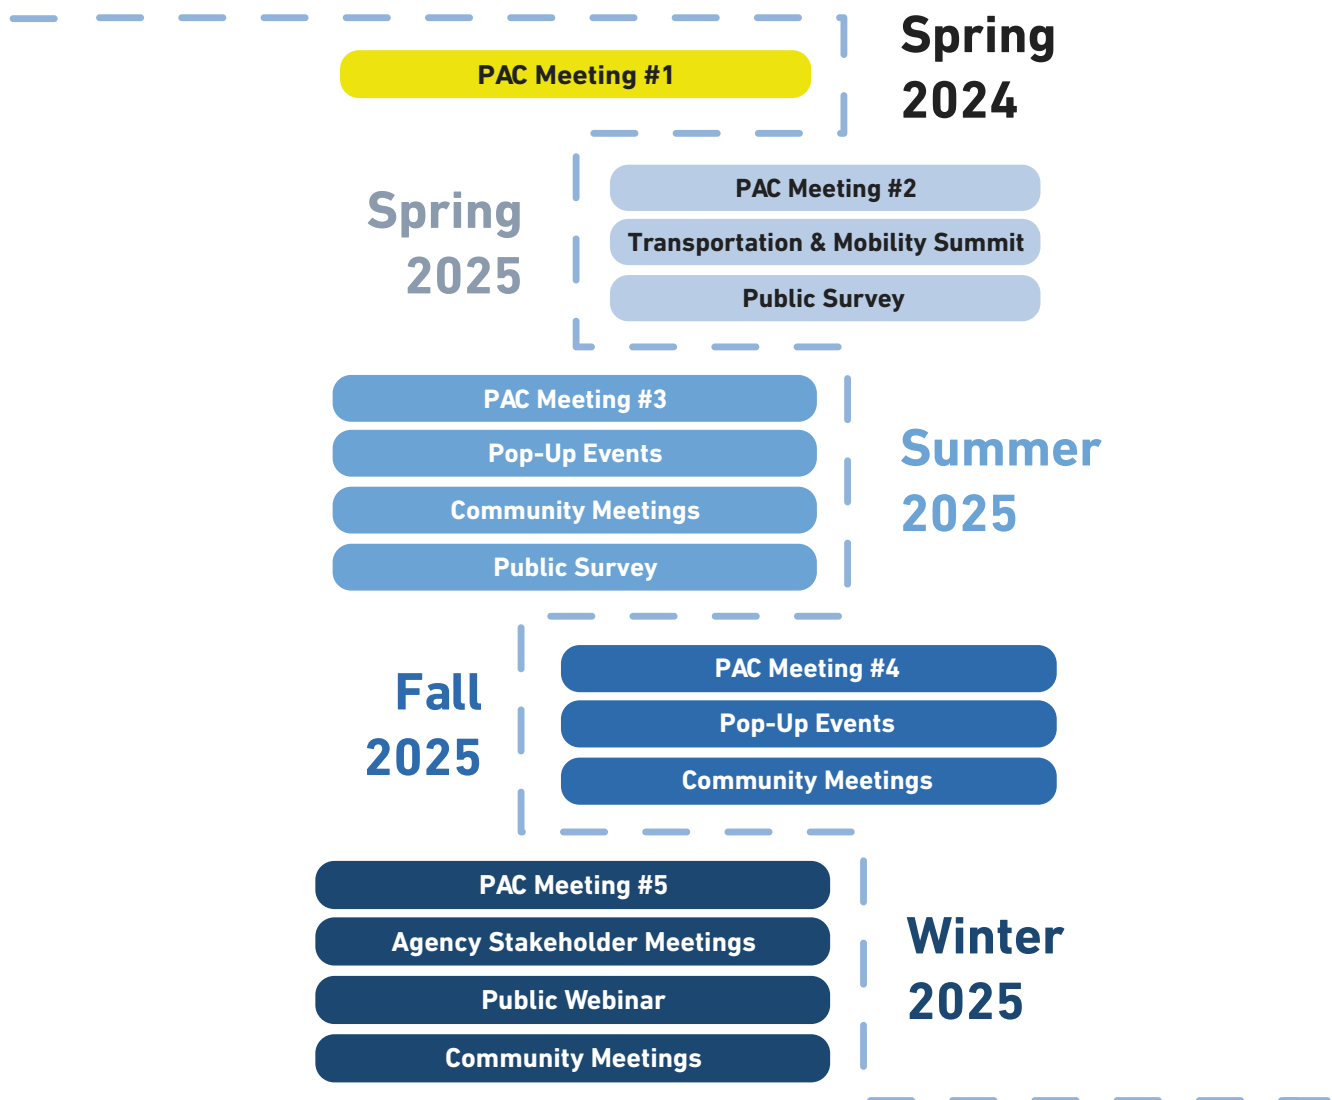 Spring
2024
PAC Meeting #1
Spring
2025
PAC Meeting #2
Transportation & Mobility Summit
Public Survey
Summer
2025
PAC Meeting #3
Pop-Up Events
Community Meetings
Public Survey
Fall
2025
PAC Meeting #4
Pop-Up Events
Community Meetings
Winter
2025
PAC Meeting #5
Agency Stakeholder Meetings
Public Webinar
Community Meetings